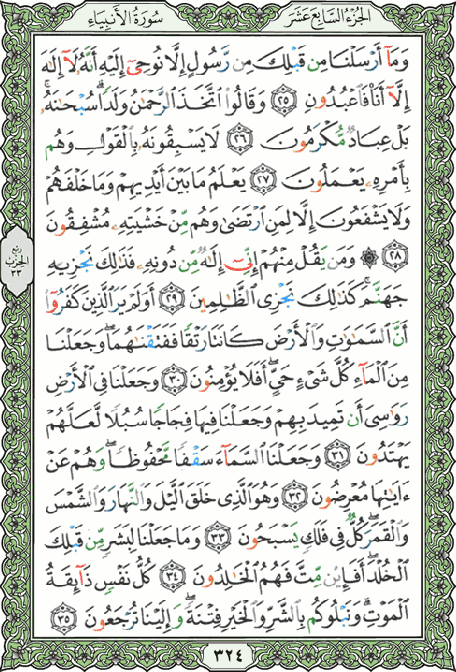 الجزء السابع عشر
سورة الأنبياء
وَمَآ أَرْسَلْنَا مِن قَبْلِكَ مِن رَّسُولٍ إِلَّا نُوحِىٓ إِلَيْهِ أَنَّهُۥ لَآ إِلَٰهَ
إِلَّآ أَنَا۠ فَٱعْبُدُونِ ٢٥ وَقَالُوا۟ ٱتَّخَذَ ٱلرَّحْمَٰنُ وَلَدًا ۗ سُبْحَٰنَهُۥ ۚ
بَلْ عِبَادٌ مُّكْرَمُونَ ٢٦ لَا يَسْبِقُونَهُۥ بِٱلْقَوْلِ وَهُم
بِأَمْرِهِۦ يَعْمَلُونَ ٢٧ يَعْلَمُ مَا بَيْنَ أَيْدِيهِمْ وَمَا خَلْفَهُمْ
وَلَا يَشْفَعُونَ إِلَّا لِمَنِ ٱرْتَضَىٰ وَهُم مِّنْ خَشْيَتِهِۦ مُشْفِقُونَ
٢٨ ۞ وَمَن يَقُلْ مِنْهُمْ إِنِّىٓ إِلَٰهٌ مِّن دُونِهِۦ فَذَٰلِكَ نَجْزِيهِ
جَهَنَّمَ ۚ كَذَٰلِكَ نَجْزِى ٱلظَّٰلِمِينَ ٢٩ أَوَلَمْ يَرَ ٱلَّذِينَ كَفَرُوٓا۟
أَنَّ ٱلسَّمَٰوَٰتِ وَٱلْأَرْضَ كَانَتَا رَتْقًا فَفَتَقْنَٰهُمَا ۖ وَجَعَلْنَا
مِنَ ٱلْمَآءِ كُلَّ شَىْءٍ حَىٍّ ۖ أَفَلَا يُؤْمِنُونَ ٣٠ وَجَعَلْنَا فِى ٱلْأَرْضِ
رَوَٰسِىَ أَن تَمِيدَ بِهِمْ وَجَعَلْنَا فِيهَا فِجَاجًا سُبُلًا لَّعَلَّهُمْ
يَهْتَدُونَ ٣١ وَجَعَلْنَا ٱلسَّمَآءَ سَقْفًا مَّحْفُوظًا ۖ وَهُمْ عَنْ
ءَايَٰتِهَا مُعْرِضُونَ ٣٢ وَهُوَ ٱلَّذِى خَلَقَ ٱلَّيْلَ وَٱلنَّهَارَ وَٱلشَّمْسَ
وَٱلْقَمَرَ ۖ كُلٌّ فِى فَلَكٍ يَسْبَحُونَ ٣٣ وَمَا جَعَلْنَا لِبَشَرٍ مِّن قَبْلِكَ
ٱلْخُلْدَ ۖ أَفَإِي۟ن مِّتَّ فَهُمُ ٱلْخَٰلِدُونَ ٣٤ كُلُّ نَفْسٍ ذَآئِقَةُ
ٱلْمَوْتِ ۗ وَنَبْلُوكُم بِٱلشَّرِّ وَٱلْخَيْرِ فِتْنَةً ۖ وَإِلَيْنَا تُرْجَعُونَ ٣٥
ربع
الحزب
٣٣
٣٢٤